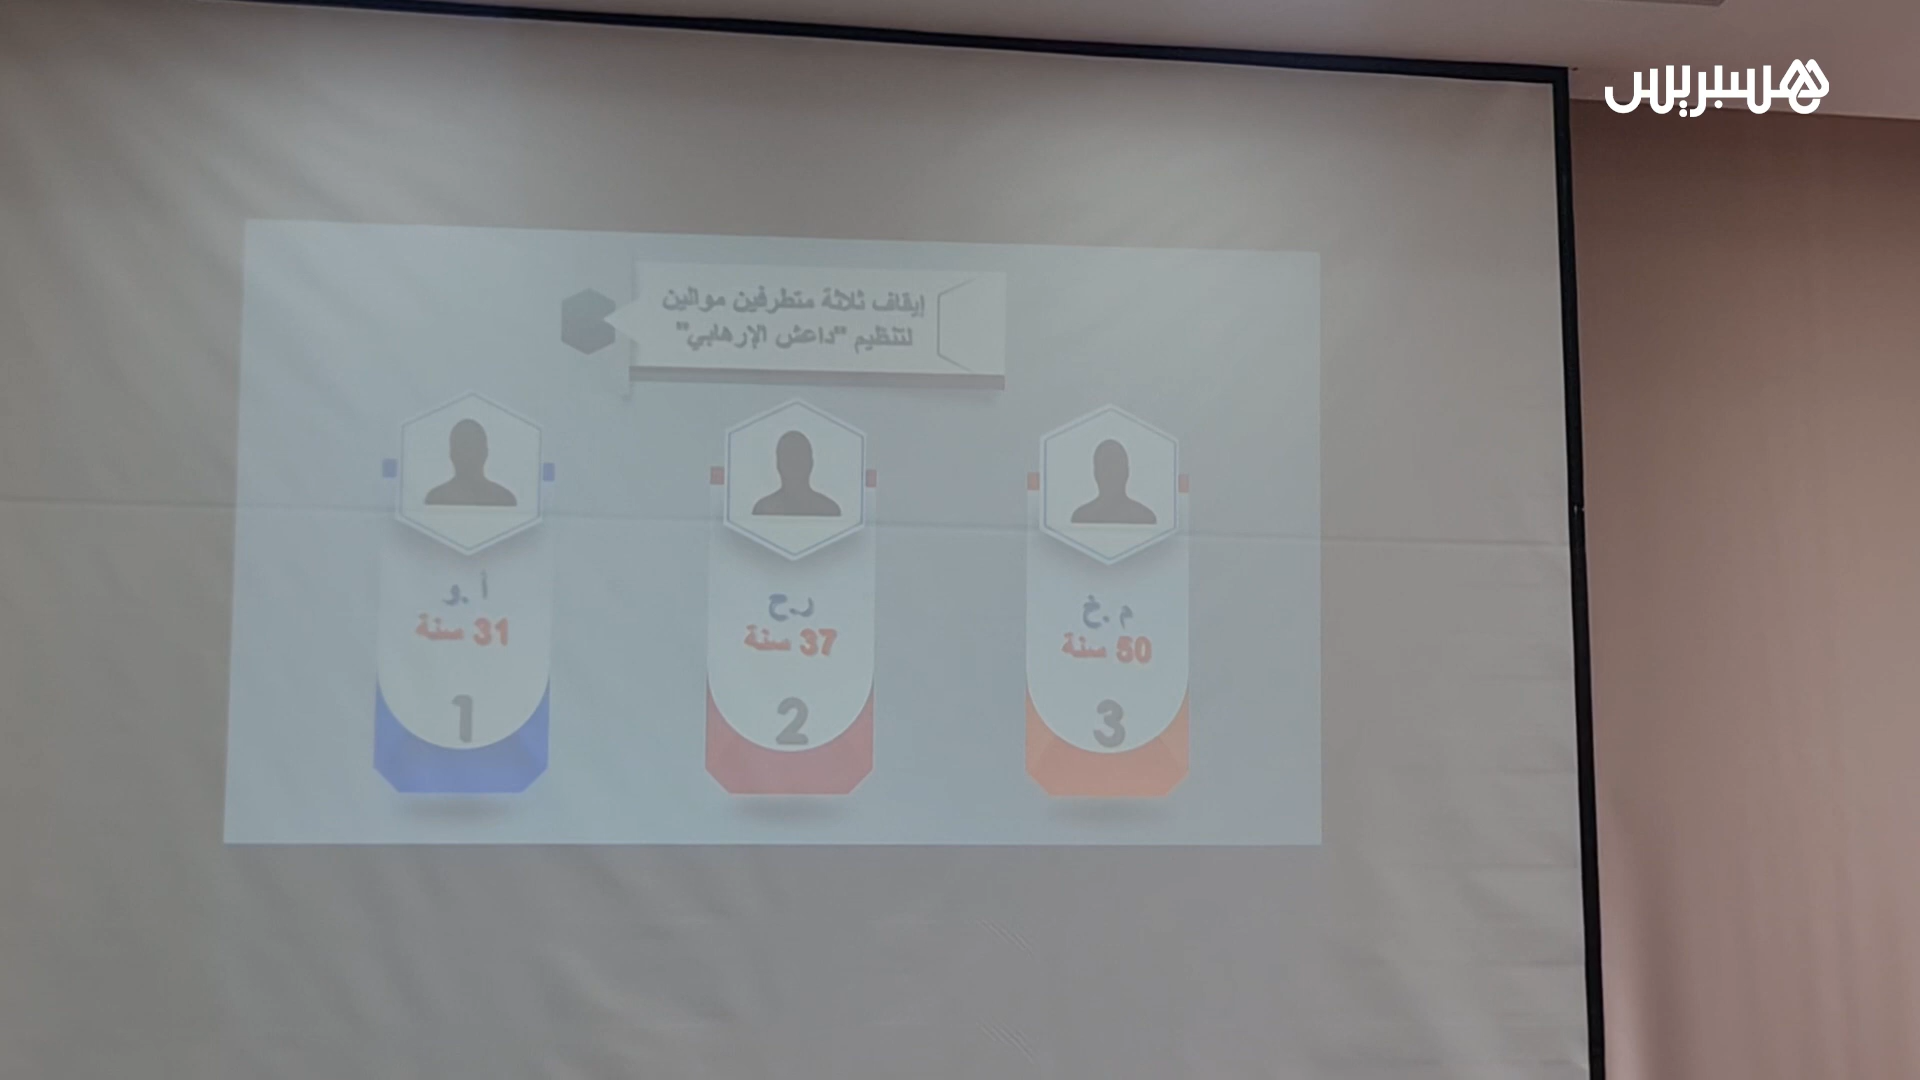 هسبريس
إيقاف ثلاثة متطرفين موالين
لتنظيم "داعش الإرهابي"
أ.و
31 سنة
1
ر.ح
37 سنة
2
م.خ
50 سنة
3